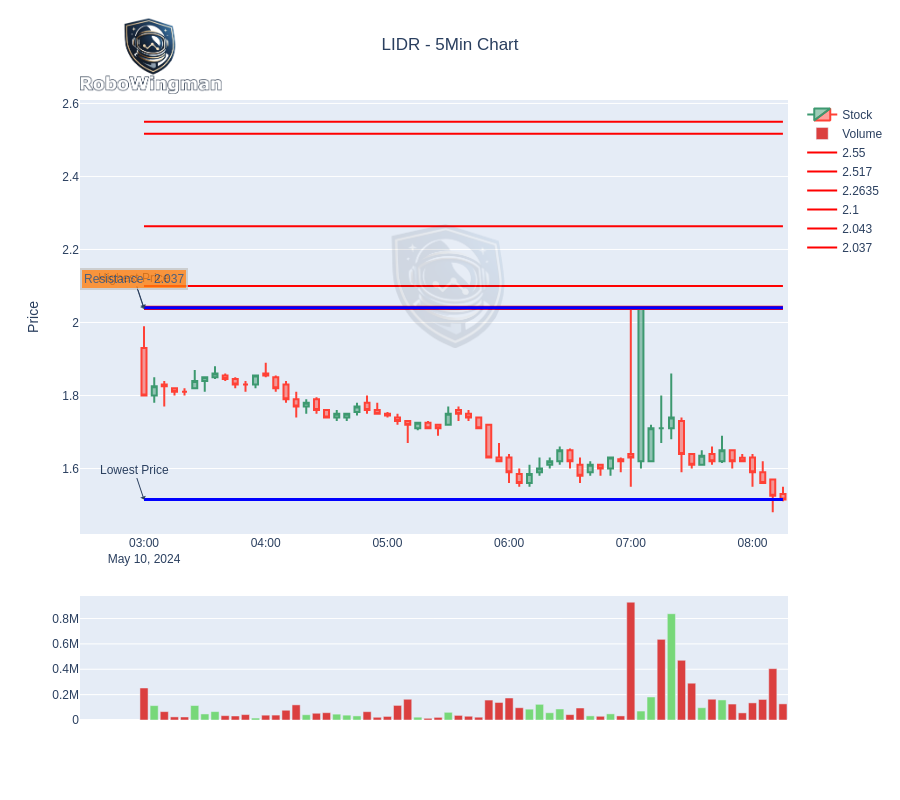 RoboWingman
LIDR - 5Min Chart
2.6
2.4
2.2
2
1.8
1.6
Price
Resistance - 2.037
Lowest Price
03:00
04:00
05:00
06:00
07:00
08:00
May 10, 2024
Stock
Volume
2.55
2.517
2.2635
2.1
2.043
2.037
0.8M
0.6M
0.4M
0.2M
0